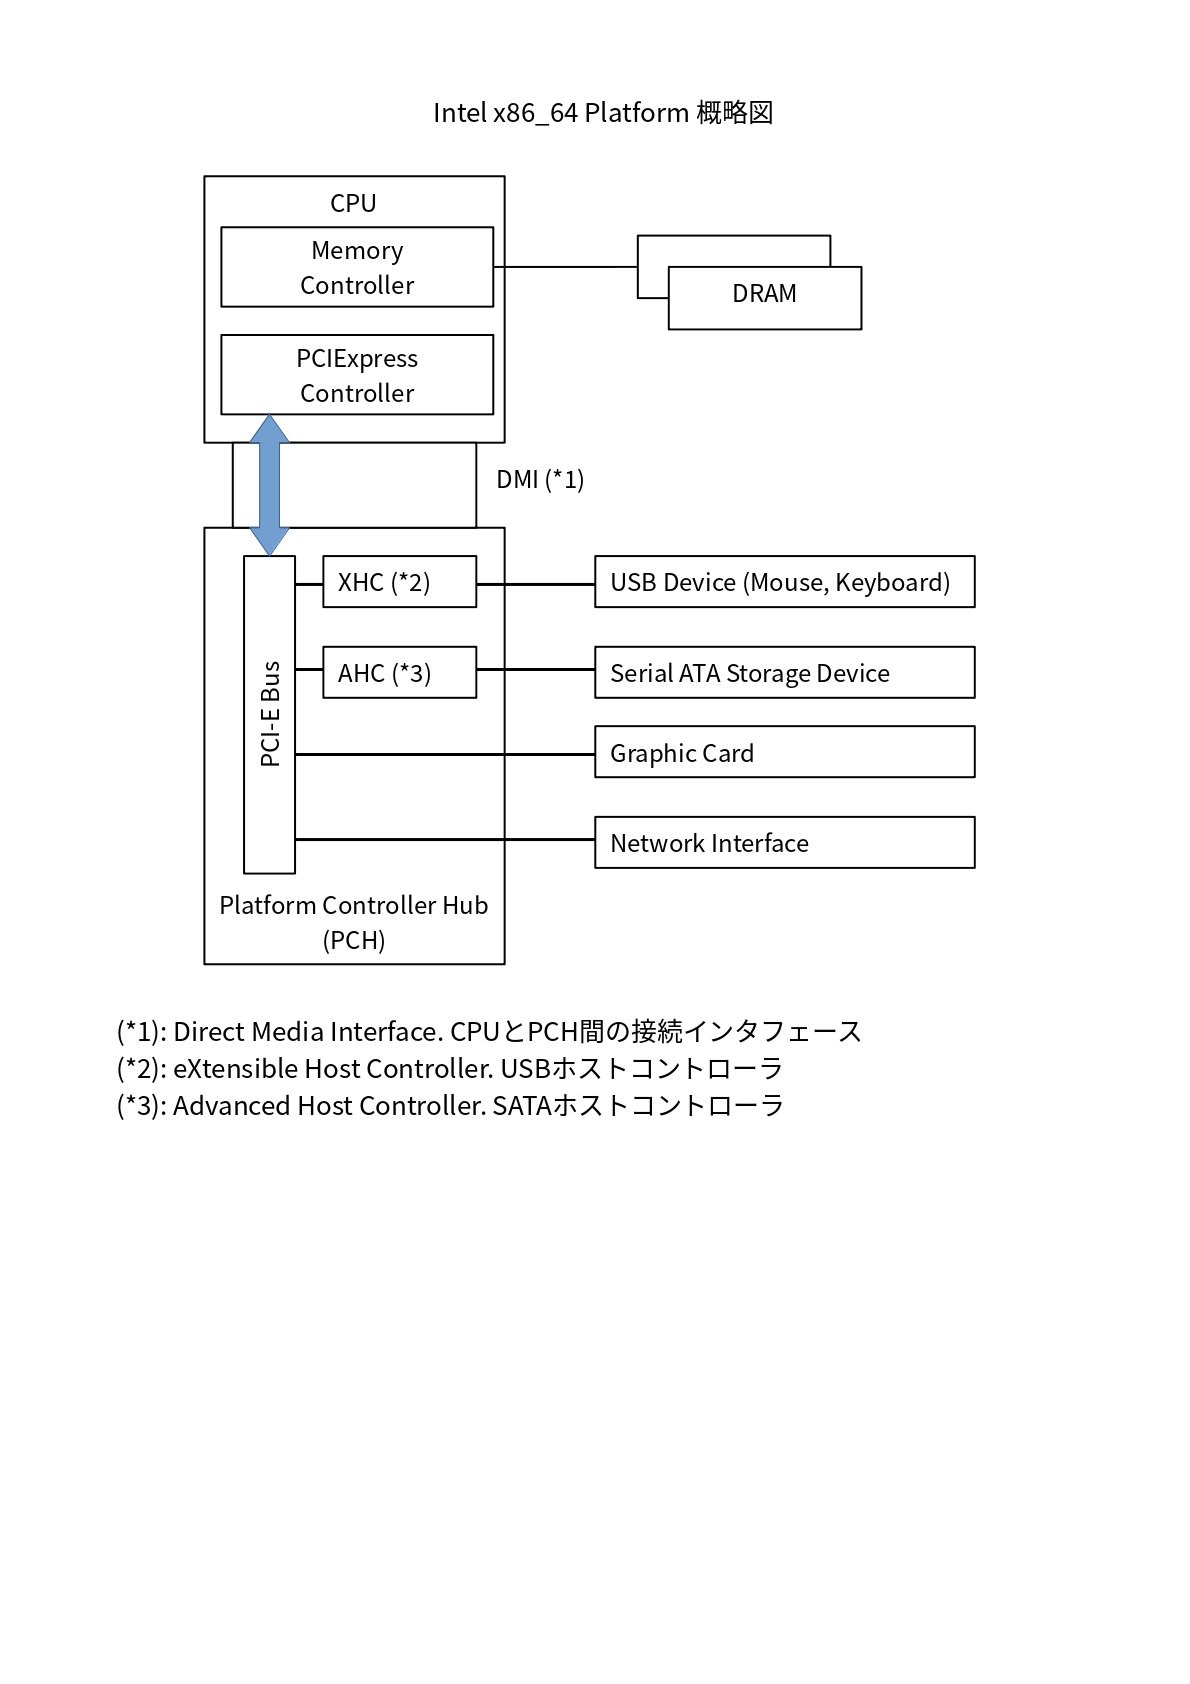 Intel x86_64 Platform 概略図
CPU
Memory
Controller
DRAM
PCIExpress
Controller
DMI (*1)
XHC (*2)
USB Device (Mouse, Keyboard)
AHC (*3)
Serial ATA Storage Device
PCI-E Bus
Graphic Card
Network Interface
Platform Controller Hub
(PCH)
(*1): Direct Media Interface. CPUとPCH間の接続インタフェース
(*2): eXtensible Host Controller. USBホストコントローラ
(*3): Advanced Host Controller. SATAホストコントローラ